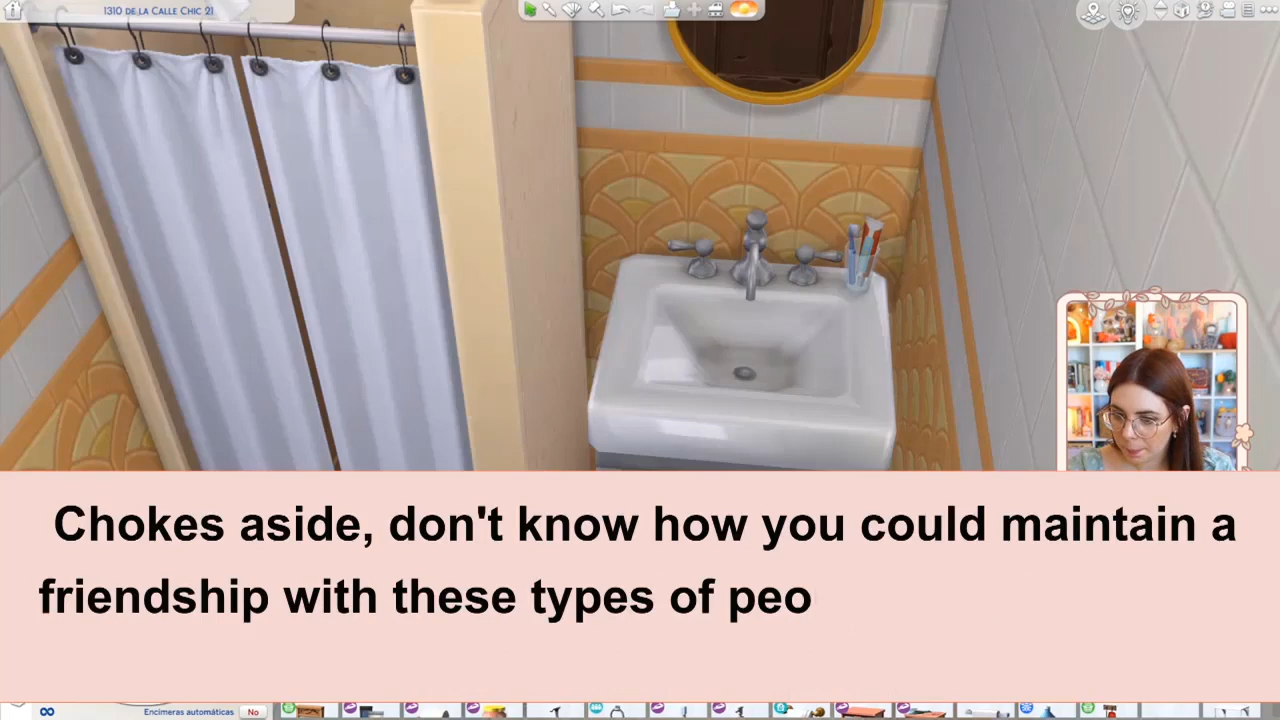 1310 DE LA CALLE CHIC 21
Chokes aside, don't know how you could maintain a
friendship with these types of peo
Encimeras automáticas No